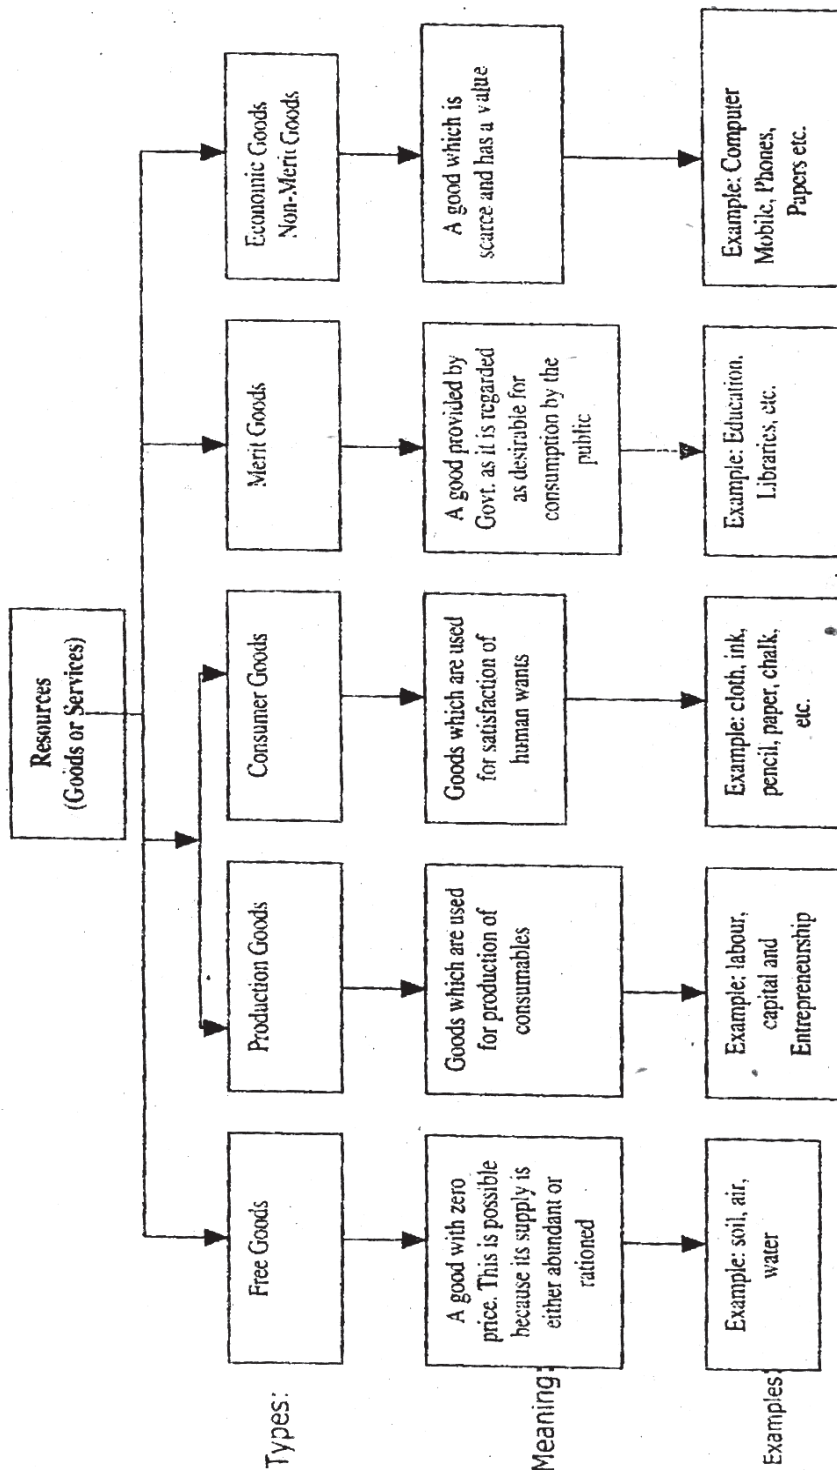 Resources
(Goods or Services)
Types:
Free Goods
Production Goods
Consumer Goods
Merit Goods
Economic Goods
Non-Merit Goods
Meaning:
A good with zero
price. This is possible
because its supply is
either abundant or
rationed
Goods which are used
for production of
consumables
Goods which are used
for satisfaction of
human wants
A good provided by
Govt. as it is regarded
as desirable for
consumption by the
public
A good which is
scarce and has a value
Examples:
Example: soil, air,
water
Example: labour,
capital and
Entrepreneurship
Example: cloth, ink,
pencil, paper, chalk,
etc.
Example: Education.
Libraries, etc.
Example: Computer
Mobile, Phones,
Papers etc.